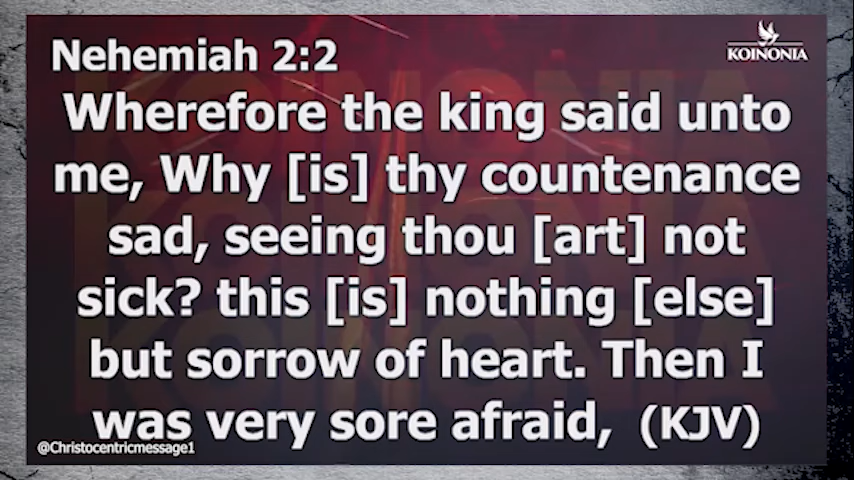 Nehemiah 2:2
KOINONIA
Wherefore the king said unto
me, Why [is] thy countenance
sad, seeing thou [art] not
sick? this [is] nothing [else]
but sorrow of heart. Then I
was very sore afraid, (KJV)
@Christocentricmessage1